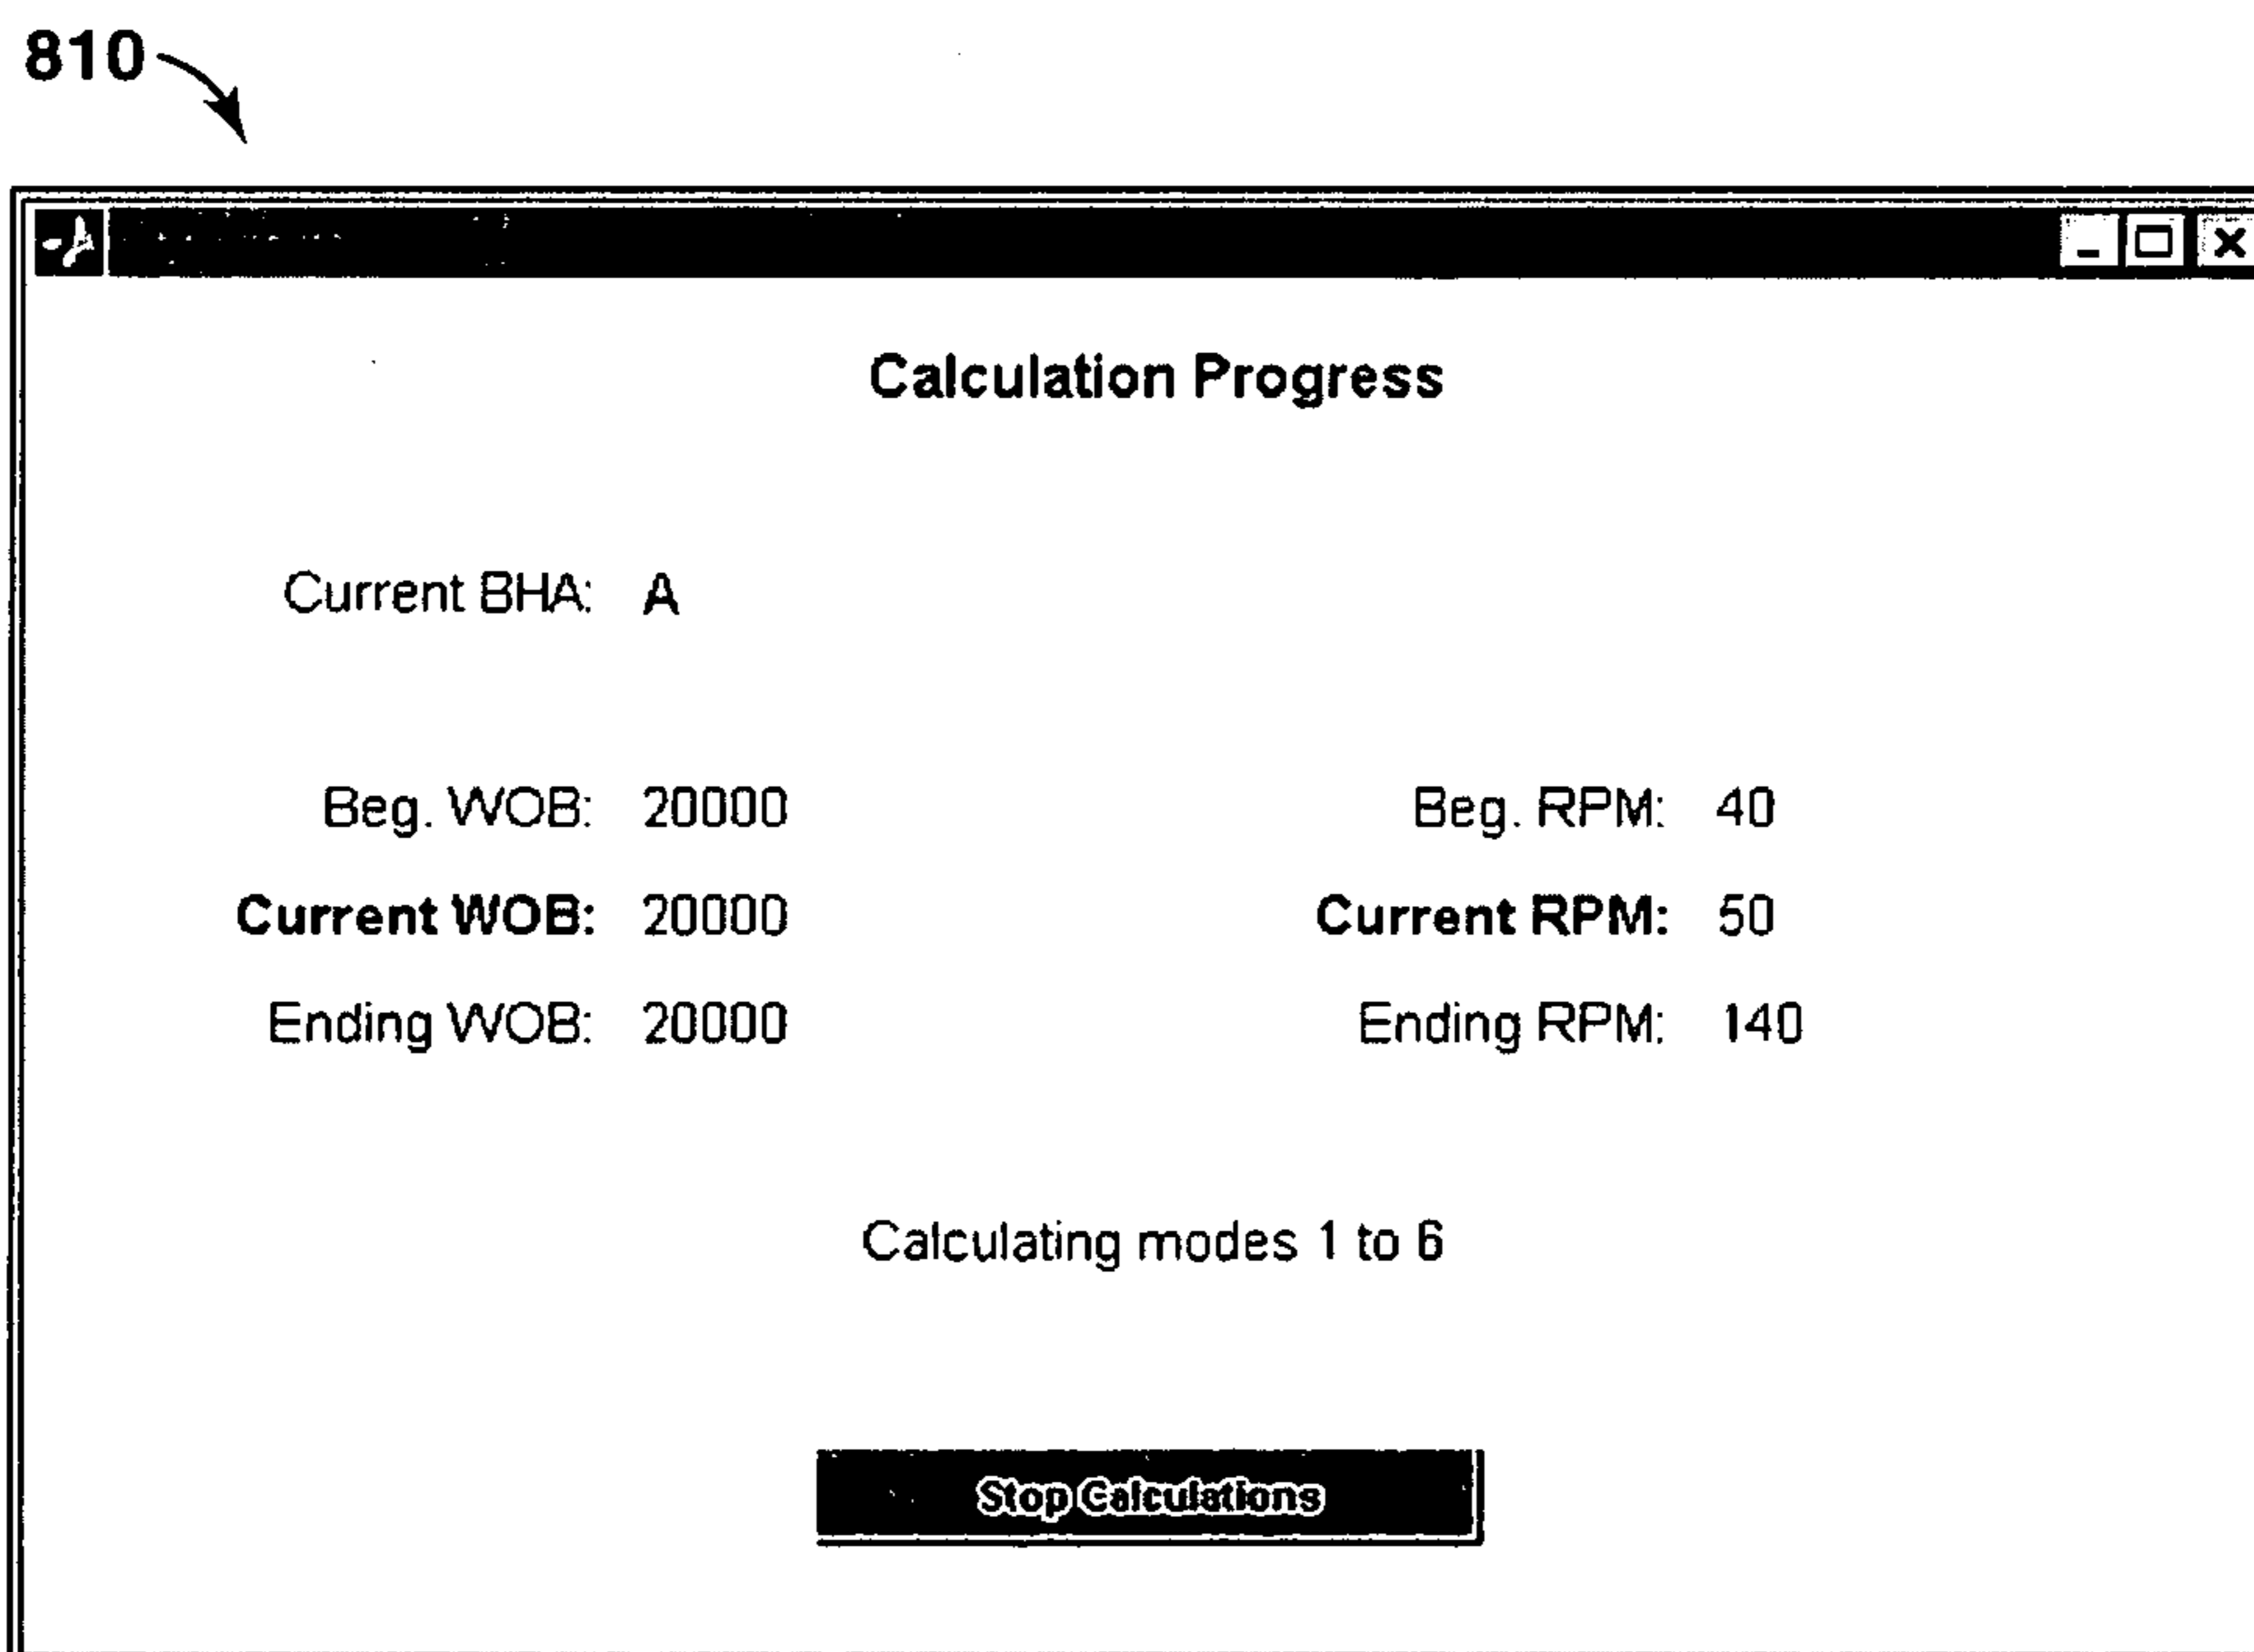 810
Calculation Progress
Current BHA: A
Beg. WOB: 20000 Beg. RPM: 40
Current WOB: 20000 Current RPM: 50
Ending WOB: 20000 Ending RPM: 140
Calculating modes 1 to 6
Stop Calculations